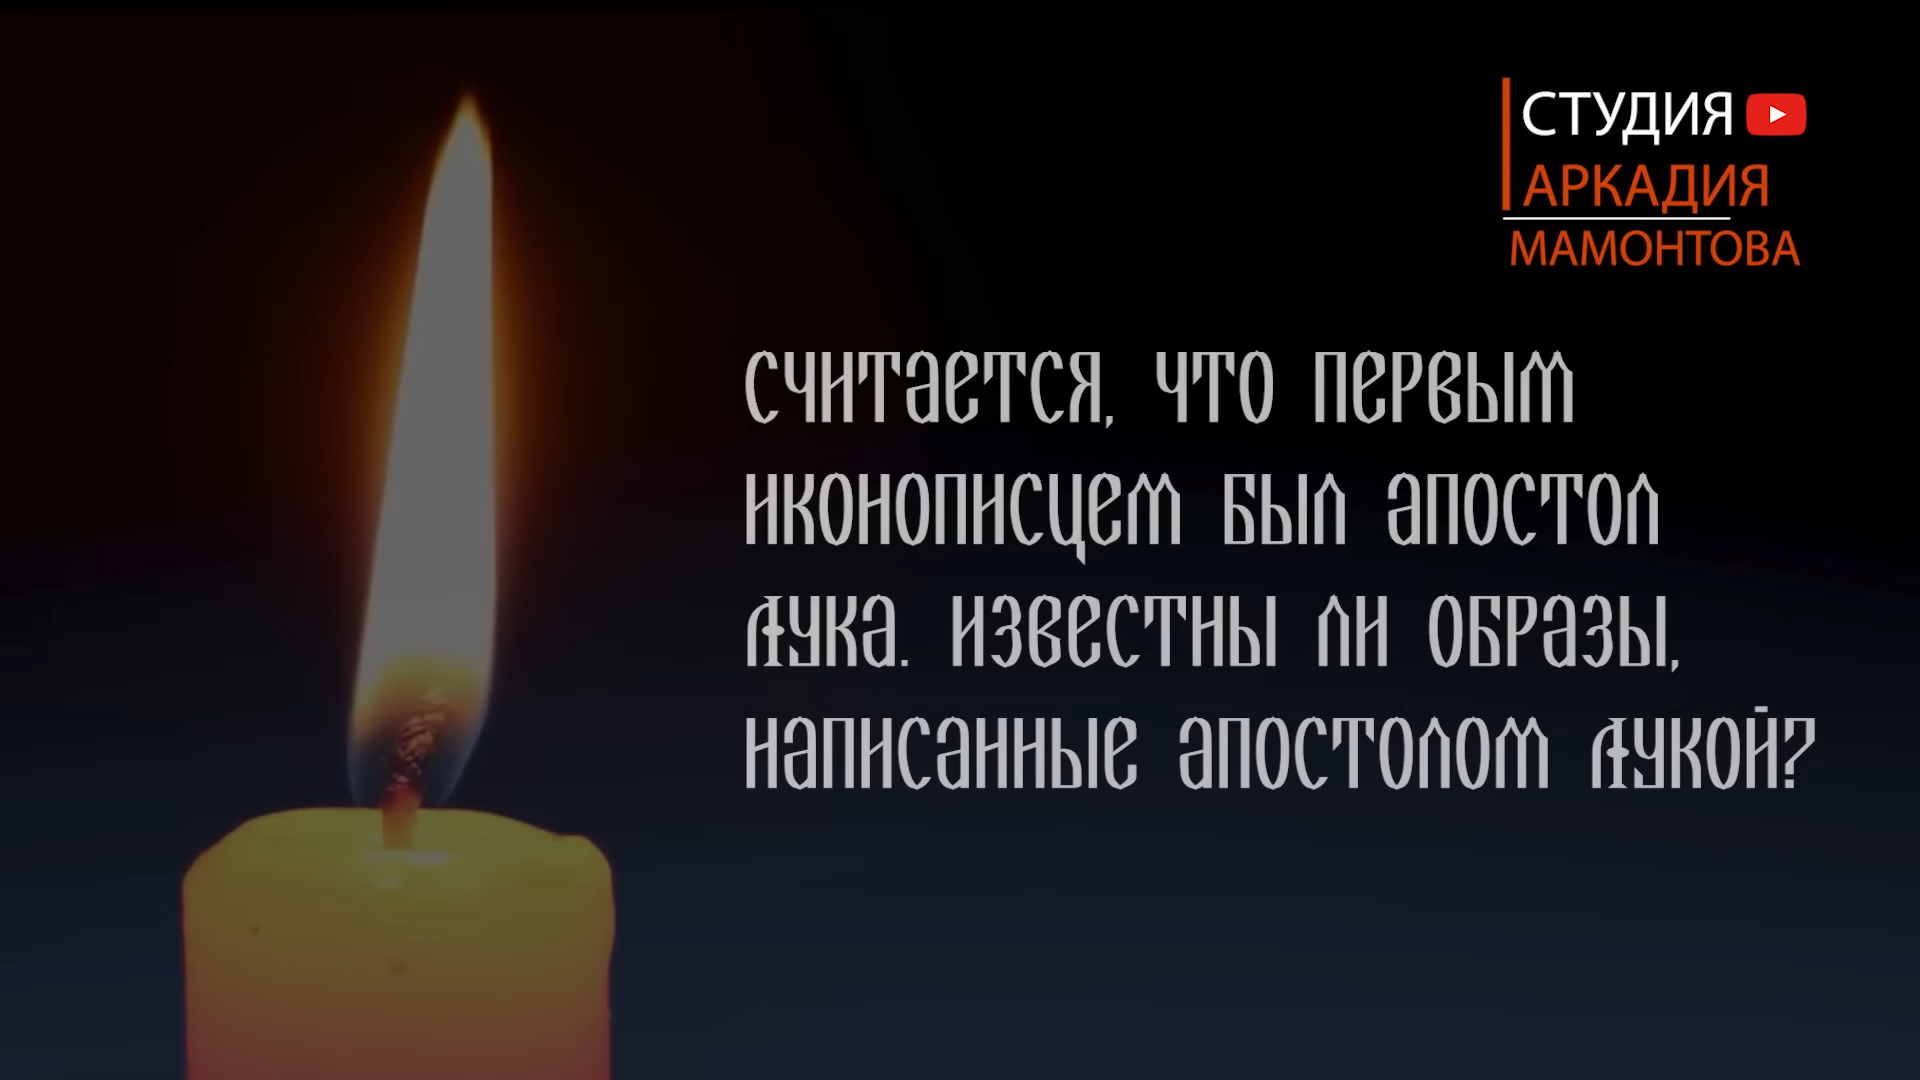 СТУДИЯ
АРКАДИЯ
МАМОНТОВА
СЧИТАЕТСЯ, ЧТО ПЕРВЫМ
ИКОНОПИСЦЕМ БЫЛ АПОСТОЛ
ЛУКА. ИЗВЕСТНЫ ЛИ ОБРАЗЫ,
НАПИСАННЫЕ АПОСТОЛОМ ЛУКОЙ?